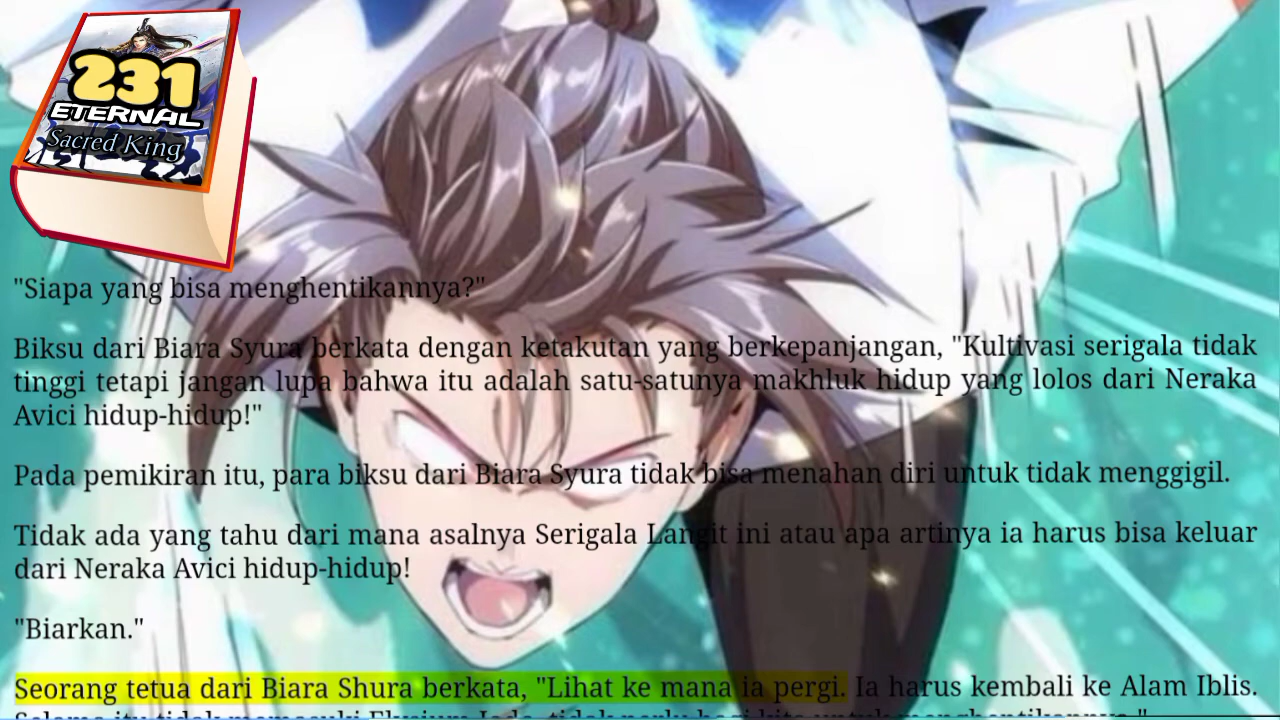 231
ETERNAL
Sacred King
"Siapa yang bisa menghentikannya?"
Biksu dari Biara Syura berkata dengan ketakutan yang berkepanjangan, "Kultivasi serigala tidak
tinggi tetapi jangan lupa bahwa itu adalah satu-satunya makhluk hidup yang lolos dari Neraka
Avici hidup-hidup!"
Pada pemikiran itu, para biksu dari Biara Syura tidak bisa menahan diri untuk tidak menggigil.
Tidak ada yang tahu dari mana asalnya Serigala Langit ini atau apa artinya ia harus bisa keluar
dari Neraka Avici hidup-hidup!
"Biarkan."
Seorang tetua dari Biara Shura berkata, "Lihat ke mana ia pergi. Ia harus kembali ke Alam Iblis.